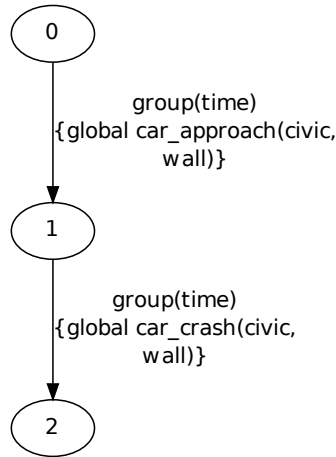 0
group(time)
{global car_approach(civic,
wall)}
1
group(time)
{global car_crash(civic,
wall)}
2